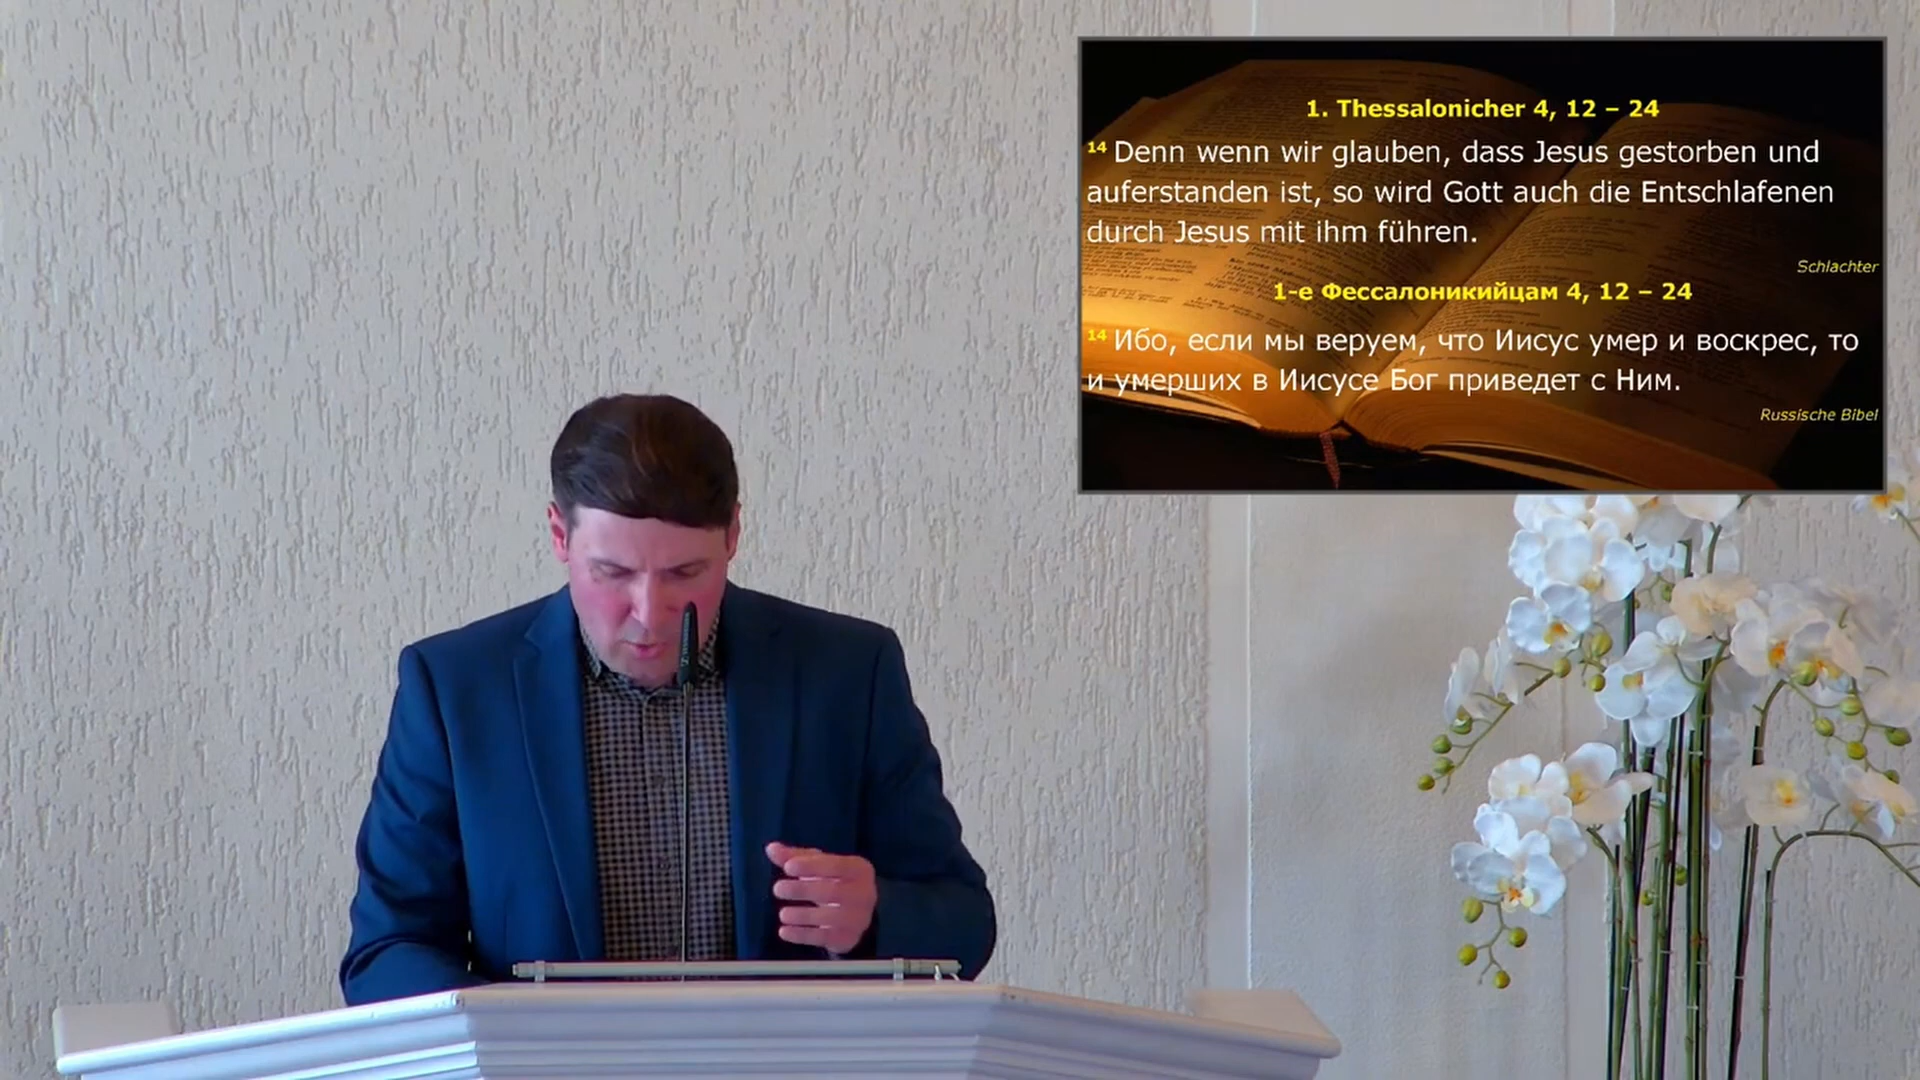 1. Thessalonicher 4, 12 – 24
14 Denn wenn wir glauben, dass Jesus gestorben und
auferstanden ist, so wird Gott auch die Entschlafenen
durch Jesus mit ihm führen.
Schlachter
1-е Фессалоникийцам 4, 12 – 24
14 Ибо, если мы веруем, что Иисус умер и воскрес, то
и умерших в Иисусе Бог приведет с Ним.
Russische Bibel